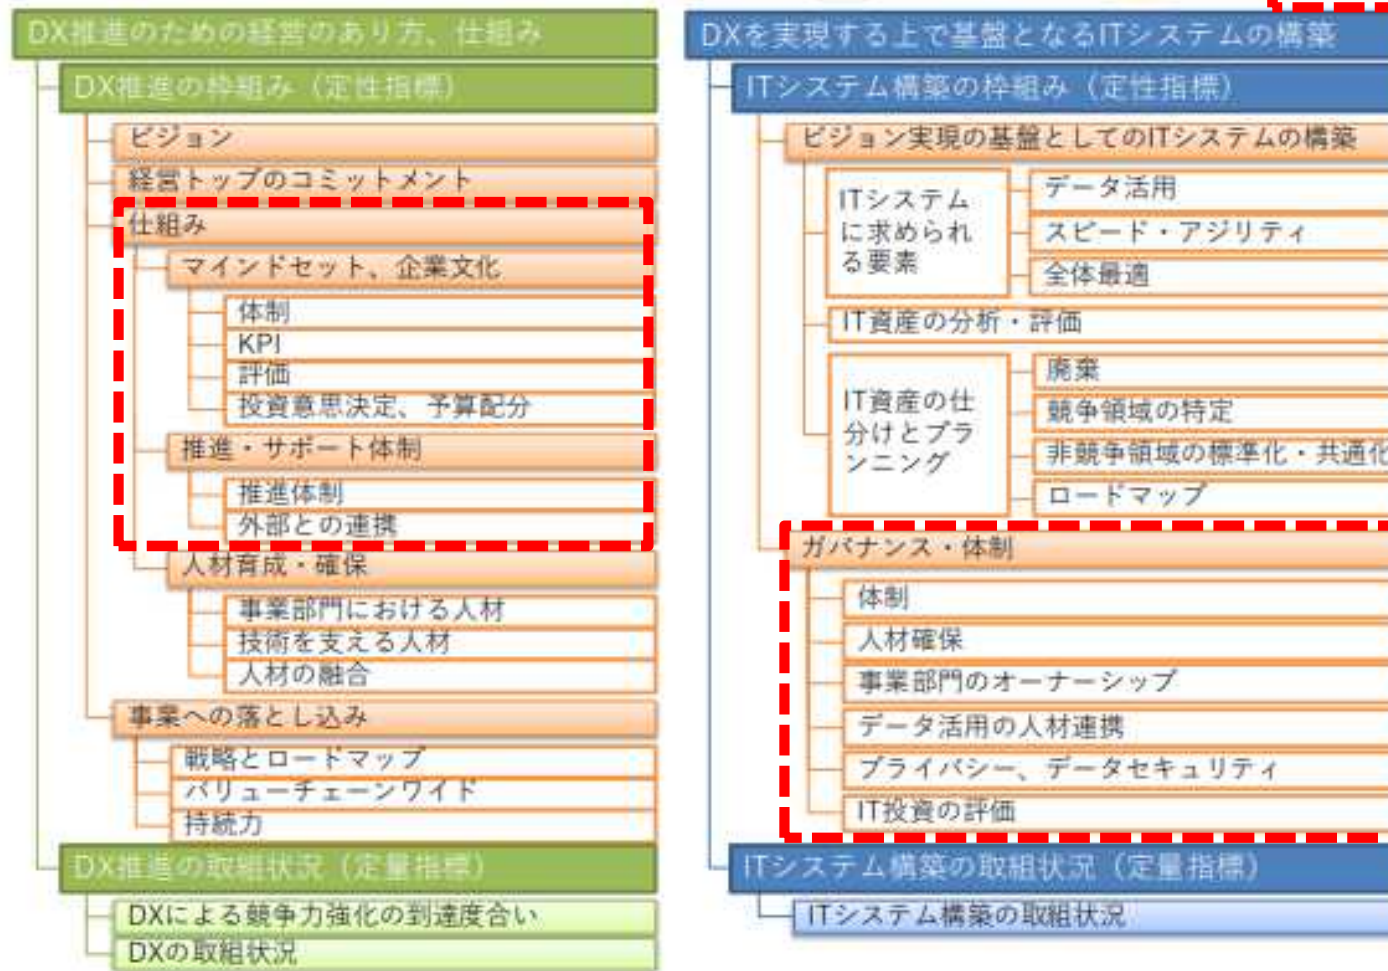 DX推進のための経営のあり方、仕組み
DX推進の枠組み（定性指標）
ビジョン
経営トップのコミットメント
仕組み
マインドセット、企業文化
体制
KPI
評価
投資意思決定、予算配分
推進・サポート体制
推進体制
外部との連携
人材育成・確保
事業部門における人材
技術を支える人材
人材の融合
事業への落とし込み
戦略とロードマップ
バリューチェーンワイド
持続力
DX推進の取組状況（定量指標）
DXによる競争力強化の到達度合い
DXの取組状況
DXを実現する上で基盤となるITシステムの構築
ITシステム構築の枠組み（定性指標）
ビジョン実現の基盤としてのITシステムの構築
ITシステム
に求められ
る要素
データ活用
スピード・アジリティ
全体最適
IT資産の分析・評価
IT資産の仕
分けとプラ
ンニング
廃棄
競争領域の特定
非競争領域の標準化・共通化
ロードマップ
ガバナンス・体制
体制
人材確保
事業部門のオーナーシップ
データ活用の人材連携
プライバシー、データセキュリティ
IT投資の評価
ITシステム構築の取組状況（定量指標）
ITシステム構築の取組状況